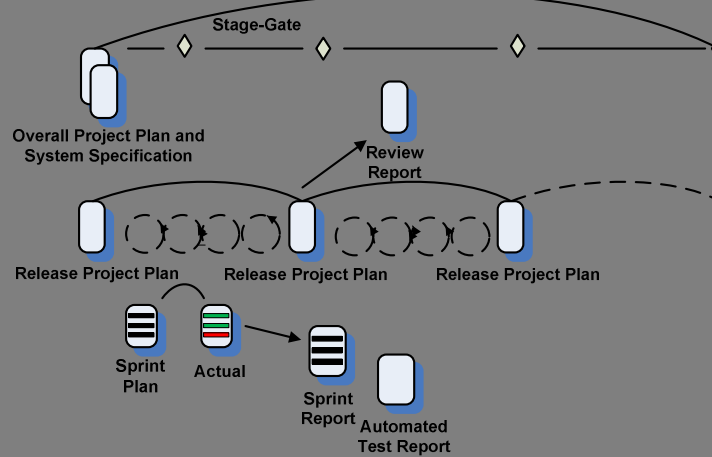 Stage-Gate
Overall Project Plan and
System Specification
Review
Report
Release Project Plan
Release Project Plan
Release Project Plan
Sprint
Plan
Actual
Sprint
Report
Automated
Test Report